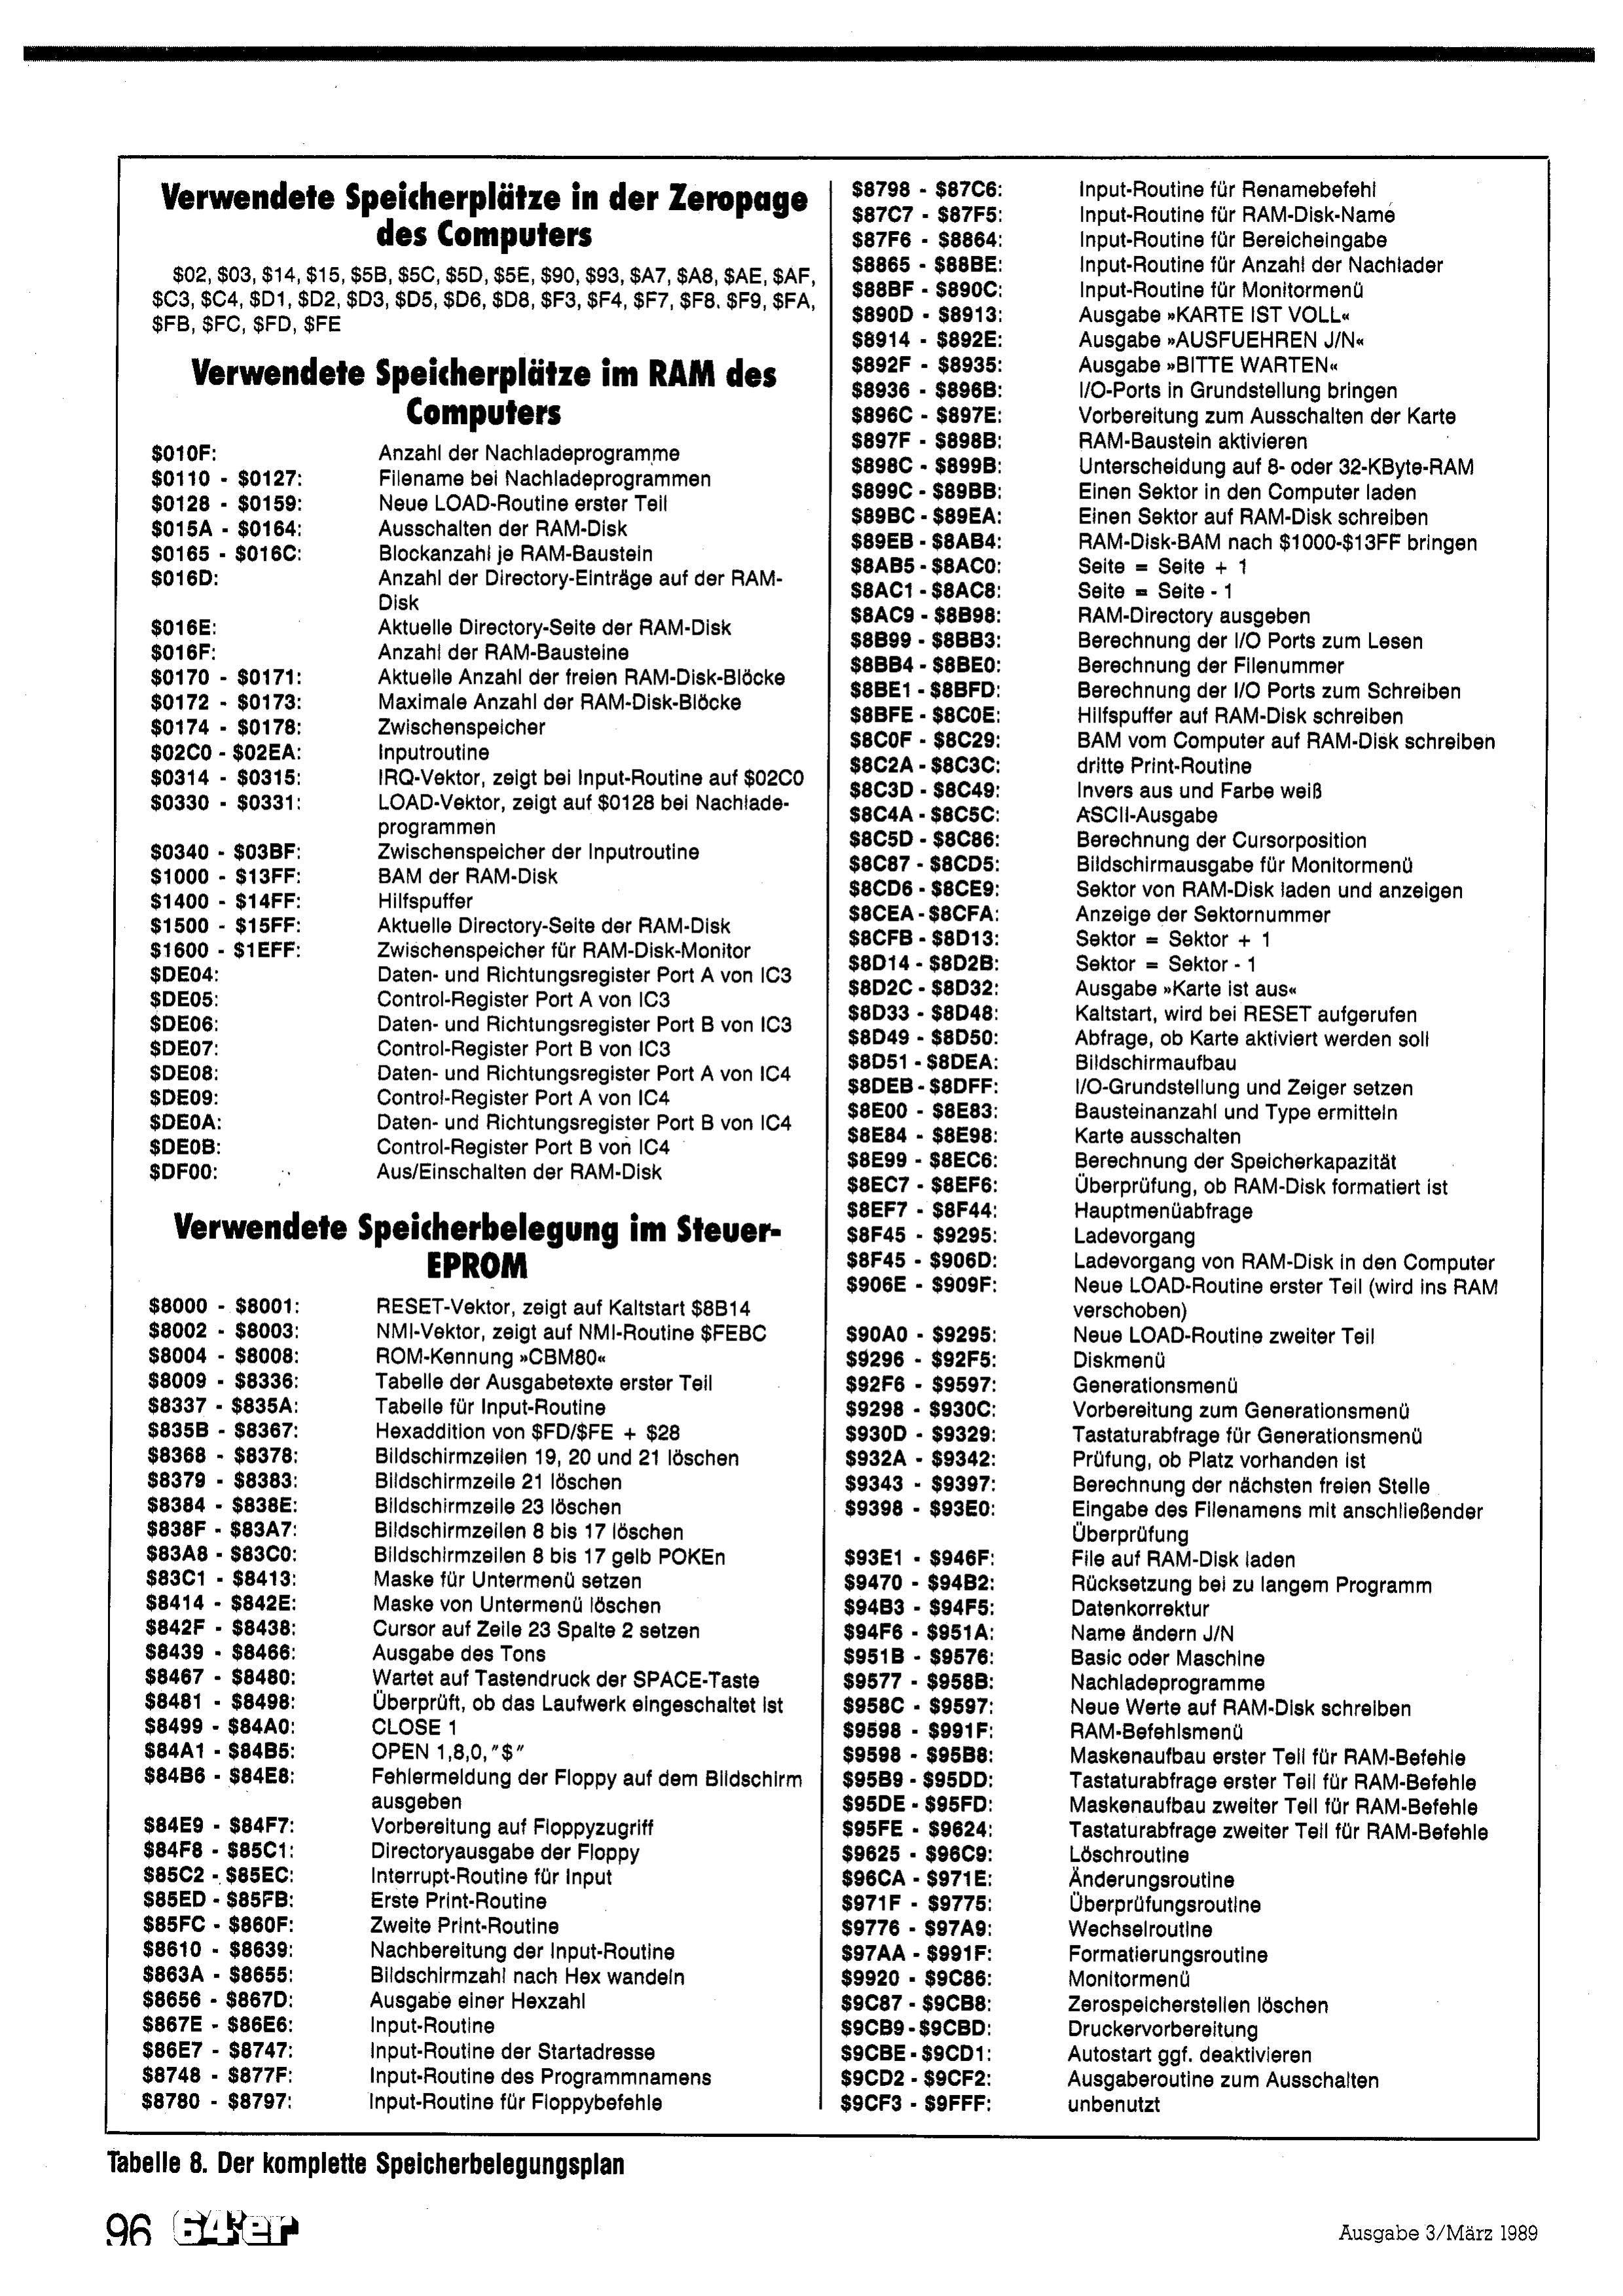 Verwendete Speicherplätze in der Zeropage
des Computers
$02, $03, $14, $15, $5B, $5C, $5D, $5E, $90, $93, $A7, $A8, $AE, $AF,
$C3, $C4, $D1, $D2, $D3, $D5, $D6, $D8, $F3, $F4, $F7, $F8. $F9, $FA,
$FB, $FC, $FD, $FE
Verwendete Speicherplätze im RAM des
Computers
$010F: Anzahl der Nachladeprogramme
$0110 - $0127: Filename bei Nachladeprogrammen
$0128 - $0159: Neue LOAD-Routine erster Teil
$015A - $0164: Ausschalten der RAM-Disk
$0165 - $016C: Blockanzahl je RAM-Baustein
$016D: Anzahl der Directory-Einträge auf der RAM-
Disk
$016E: Aktuelle Directory-Seite der RAM-Disk
$016F: Anzahl der RAM-Bausteine
$0170 - $0171: Aktuelle Anzahl der freien RAM-Disk-Blöcke
$0172 - $0173: Maximale Anzahl der RAM-Disk-Blöcke
$0174 - $0178: Zwischenspeicher
$02C0 - $02EA: Inputroutine
$0314 - $0315: IRQ-Vektor, zeigt bei Input-Routine auf $02C0
$0330 - $0331: LOAD-Vektor, zeigt auf $0128 bei Nachlade-
programmen
$0340 - $03BF: Zwischenspeicher der Inputroutine
$1000 - $13FF: BAM der RAM-Disk
$1400 - $14FF: Hilfspuffer
$1500 - $15FF: Aktuelle Directory-Seite der RAM-Disk
$1600 - $1EFF: Zwischenspeicher für RAM-Disk-Monitor
$DE04: Daten- und Richtungsregister Port A von IC3
$DE05: Control-Register Port A von IC3
$DE06: Daten- und Richtungsregister Port B von IC3
$DE07: Control-Register Port B von IC3
$DE08: Daten- und Richtungsregister Port A von IC4
$DE09: Control-Register Port A von IC4
$DE0A: Daten- und Richtungsregister Port B von IC4
$DE0B: Control-Register Port B von IC4
$DF00: Aus/Einschalten der RAM-Disk
Verwendete Speicherbelegung im Steuer-
EPROM
$8000 - $8001: RESET-Vektor, zeigt auf Kaltstart $8B14
$8002 - $8003: NMI-Vektor, zeigt auf NMI-Routine $FEBC
$8004 - $8008: ROM-Kennung »CBM80«
$8009 - $8336: Tabelle der Ausgabetexte erster Teil
$8337 - $835A: Tabelle für Input-Routine
$835B - $8367: Hexaddition von $FD/$FE + $28
$8368 - $8378: Bildschirmzeilen 19, 20 und 21 löschen
$8379 - $8383: Bildschirmzeile 21 löschen
$8384 - $838E: Bildschirmzeile 23 löschen
$838F - $83A7: Bildschirmzeilen 8 bis 17 löschen
$83A8 - $83C0: Bildschirmzeilen 8 bis 17 gelb POKEn
$83C1 - $8413: Maske für Untermenü setzen
$8414 - $842E: Maske von Untermenü löschen
$842F - $8438: Cursor auf Zeile 23 Spalte 2 setzen
$8439 - $8466: Ausgabe des Tons
$8467 - $8480: Wartet auf Tastendruck der SPACE-Taste
$8481 - $8498: Überprüft, ob das Laufwerk eingeschaltet ist
$8499 - $84A0: CLOSE 1
$84A1 - $84B5: OPEN 1,8,0,"$"
$84B6 - $84E8: Fehlermeldung der Floppy auf dem Bildschirm
ausgeben
$84E9 - $84F7: Vorbereitung auf Floppyzugriff
$84F8 - $85C1: Directoryausgabe der Floppy
$85C2 - $85EC: Interrupt-Routine für Input
$85ED - $85FB: Erste Print-Routine
$85FC - $860F: Zweite Print-Routine
$8610 - $8639: Nachbereitung der Input-Routine
$863A - $8655: Bildschirmzahl nach Hex wandeln
$8656 - $867D: Ausgabe einer Hexzahl
$867E - $86E6: Input-Routine
$86E7 - $8747: Input-Routine der Startadresse
$8748 - $877F: Input-Routine des Programmnamens
$8780 - $8797: Input-Routine für Floppybefehle
$8798 - $87C6: Input-Routine für Renamebefehl
$87C7 - $87F5: Input-Routine für RAM-Disk-Name
$87F6 - $8864: Input-Routine für Bereicheingabe
$8865 - $88BE: Input-Routine für Anzahl der Nachlader
$88BF - $890C: Input-Routine für Monitormenü
$890D - $8913: Ausgabe »KARTE IST VOLL«
$8914 - $892E: Ausgabe »AUSFUEHREN J/N«
$892F - $8935: Ausgabe »BITTE WARTEN«
$8936 - $896B: I/O-Ports in Grundstellung bringen
$896C - $897E: Vorbereitung zum Ausschalten der Karte
$897F - $898B: RAM-Baustein aktivieren
$898C - $899B: Unterscheidung auf 8- oder 32-KByte-RAM
$899C - $89BB: Einen Sektor in den Computer laden
$89BC - $89EA: Einen Sektor auf RAM-Disk schreiben
$89EB - $8AB4: RAM-Disk-BAM nach $1000-$13FF bringen
$8AB5 - $8AC0: Seite = Seite + 1
$8AC1 - $8AC8: Seite = Seite - 1
$8AC9 - $8B98: RAM-Directory ausgeben
$8B99 - $8BB3: Berechnung der I/O Ports zum Lesen
$8BB4 - $8BE0: Berechnung der Filenummer
$8BE1 - $8BFD: Berechnung der I/O Ports zum Schreiben
$8BFE - $8C0E: Hilfspuffer auf RAM-Disk schreiben
$8C0F - $8C29: BAM vom Computer auf RAM-Disk schreiben
$8C2A - $8C3C: dritte Print-Routine
$8C3D - $8C49: Invers aus und Farbe weiß
$8C4A - $8C5C: ASCII-Ausgabe
$8C5D - $8C86: Berechnung der Cursorposition
$8C87 - $8CD5: Bildschirmausgabe für Monitormenü
$8CD6 - $8CE9: Sektor von RAM-Disk laden und anzeigen
$8CEA - $8CFA: Anzeige der Sektornummer
$8CFB - $8D13: Sektor = Sektor + 1
$8D14 - $8D2B: Sektor = Sektor - 1
$8D2C - $8D32: Ausgabe »Karte ist aus«
$8D33 - $8D48: Kaltstart, wird bei RESET aufgerufen
$8D49 - $8D50: Abfrage, ob Karte aktiviert werden soll
$8D51 - $8DEA: Bildschirmaufbau
$8DEB - $8DFF: I/O-Grundstellung und Zeiger setzen
$8E00 - $8E83: Bausteinanzahl und Type ermitteln
$8E84 - $8E98: Karte ausschalten
$8E99 - $8EC6: Berechnung der Speicherkapazität
$8EC7 - $8EF6: Überprüfung, ob RAM-Disk formatiert ist
$8EF7 - $8F44: Hauptmenüabfrage
$8F45 - $9295: Ladevorgang
$8F45 - $906D: Ladevorgang von RAM-Disk in den Computer
$906E - $909F: Neue LOAD-Routine erster Teil (wird ins RAM
verschoben)
$90A0 - $9295: Neue LOAD-Routine zweiter Teil
$9296 - $92F5: Diskmenü
$92F6 - $9597: Generationsmenü
$9298 - $930C: Vorbereitung zum Generationsmenü
$930D - $9329: Tastaturabfrage für Generationsmenü
$932A - $9342: Prüfung, ob Platz vorhanden ist
$9343 - $9397: Berechnung der nächsten freien Stelle
$9398 - $93E0: Eingabe des Filenamens mit anschließender
Überprüfung
$93E1 - $946F: File auf RAM-Disk laden
$9470 - $94B2: Rücksetzung bei zu langem Programm
$94B3 - $94F5: Datenkorrektur
$94F6 - $951A: Name ändern J/N
$951B - $9576: Basic oder Maschine
$9577 - $958B: Nachladeprogramme
$958C - $9597: Neue Werte auf RAM-Disk schreiben
$9598 - $991F: RAM-Befehlsmenü
$9598 - $95B8: Maskenaufbau erster Teil für RAM-Befehle
$95B9 - $95DD: Tastaturabfrage erster Teil für RAM-Befehle
$95DE - $95FD: Maskenaufbau zweiter Teil für RAM-Befehle
$95FE - $9624: Tastaturabfrage zweiter Teil für RAM-Befehle
$9625 - $96C9: Löschroutine
$96CA - $971E: Änderungsroutine
$971F - $9775: Überprüfungsroutine
$9776 - $97A9: Wechselroutine
$97AA - $991F: Formatierungsroutine
$9920 - $9C86: Monitormenü
$9C87 - $9CB8: Zerospeicherstellen löschen
$9CB9 - $9CBD: Druckervorbereitung
$9CBE - $9CD1: Autostart ggf. deaktivieren
$9CD2 - $9CF2: Ausgaberoutine zum Ausschalten
$9CF3 - $9FFF: unbenutzt
Tabelle 8. Der komplette Speicherbelegungsplan
96 64'er
Ausgabe 3/März 1989